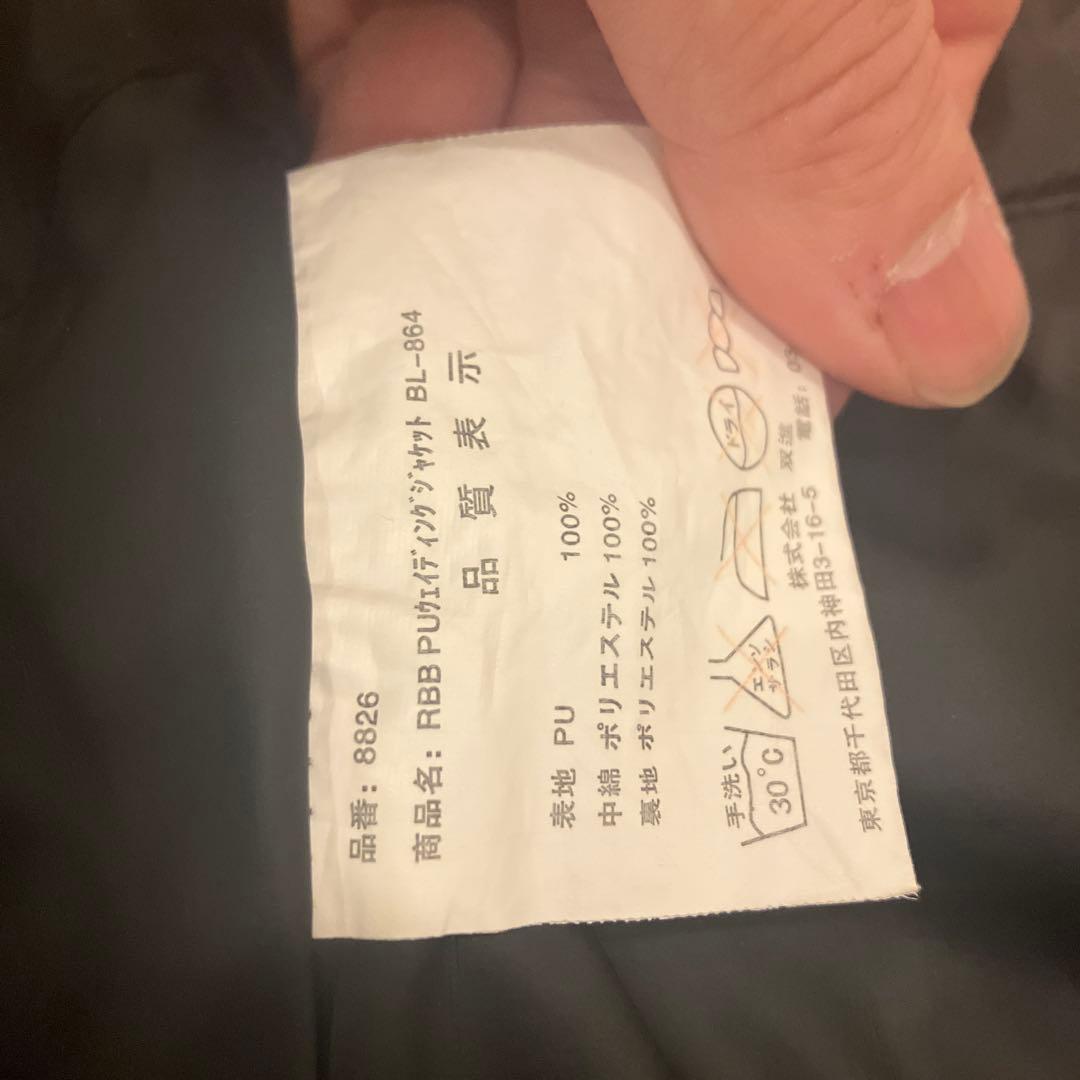 品番: 8826
商品名: RBB PUｳｪｲﾃﾞｨﾝｸﾞｼﾞｬｹｯﾄ BL-864
品 質 表 示
表地 PU 100%
中綿 ポリエステル 100%
裏地 ポリエステル 100%
手洗い
30℃
エンソ
サラシ
ドライ
株式会社 双進
東京都千代田区内神田3-16-5
電話: 03